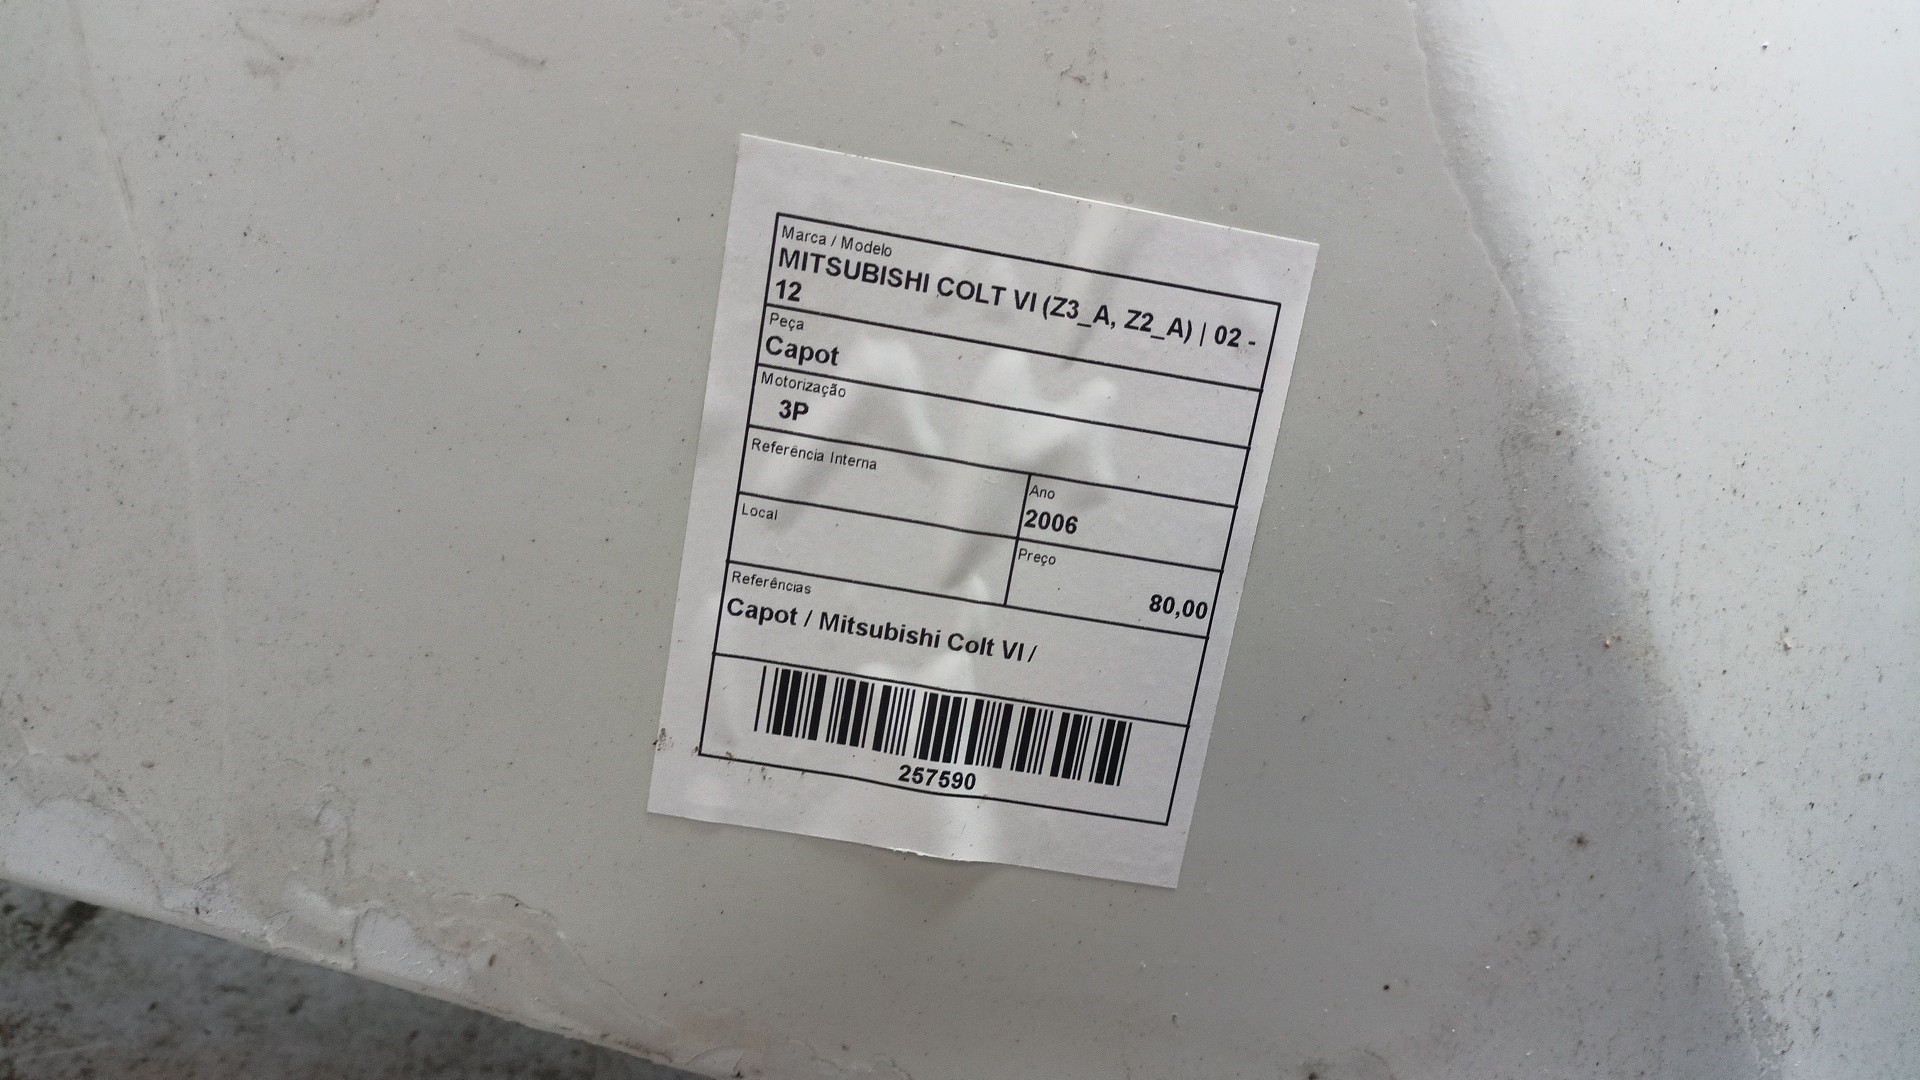 Marca / Modelo
MITSUBISHI COLT VI (Z3_A, Z2_A) | 02 -
12
Peça
Capot
Motorização
3P
Referência Interna
Ano
2006
Local
Preço
80,00
Referências
Capot / Mitsubishi Colt VI /
257590